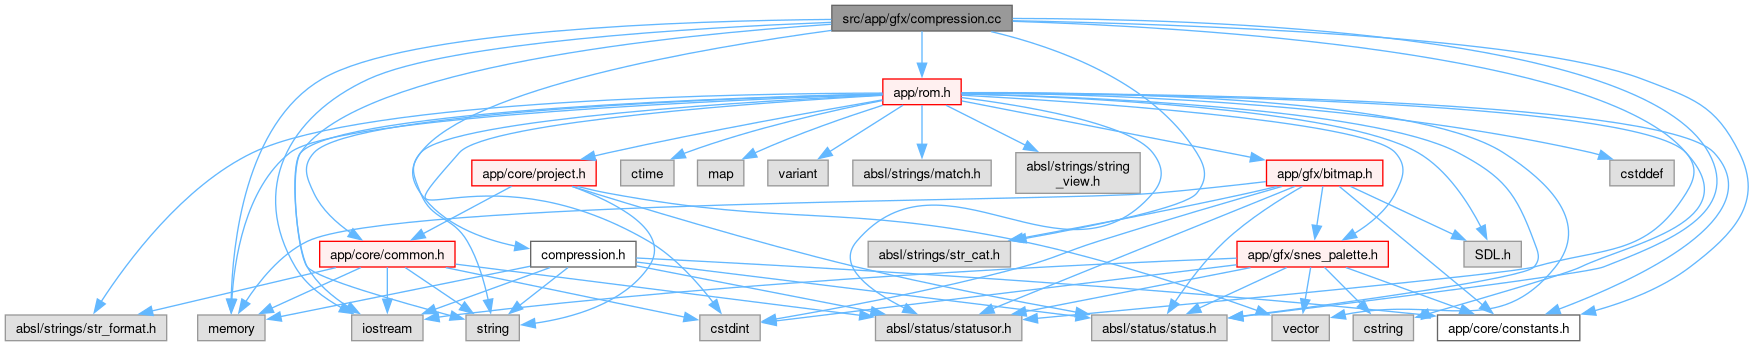 src/app/gfx/compression.cc
app/rom.h
app/core/project.h
ctime
map
variant
absl/strings/match.h
absl/strings/string
_view.h
app/gfx/bitmap.h
cstddef
app/core/common.h
compression.h
absl/strings/str_cat.h
app/gfx/snes_palette.h
SDL.h
absl/strings/str_format.h
memory
iostream
string
cstdint
absl/status/statusor.h
absl/status/status.h
vector
cstring
app/core/constants.h